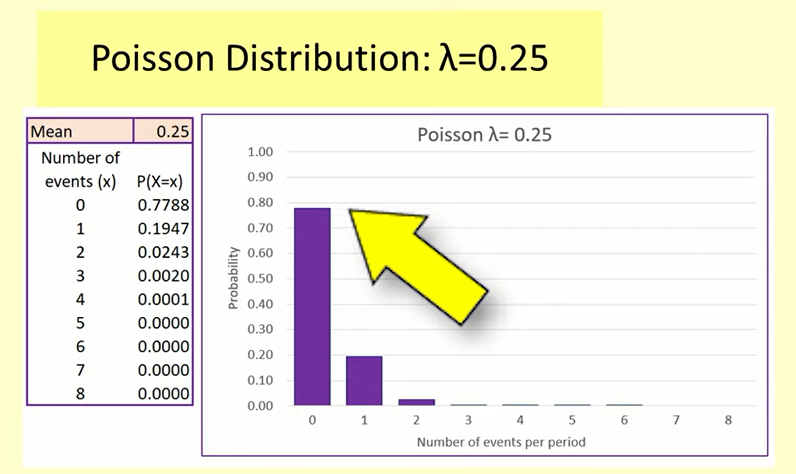 Poisson Distribution: λ=0.25
Mean 0.25
Number of
events (x) P(X=x)
0 0.7788
1 0.1947
2 0.0243
3 0.0020
4 0.0001
5 0.0000
6 0.0000
7 0.0000
8 0.0000
Poisson λ= 0.25
1.00
0.90
0.80
0.70
0.60
0.50
0.40
0.30
0.20
0.10
0.00
Probability
0 1 2 3 4 5 6 7 8
Number of events per period